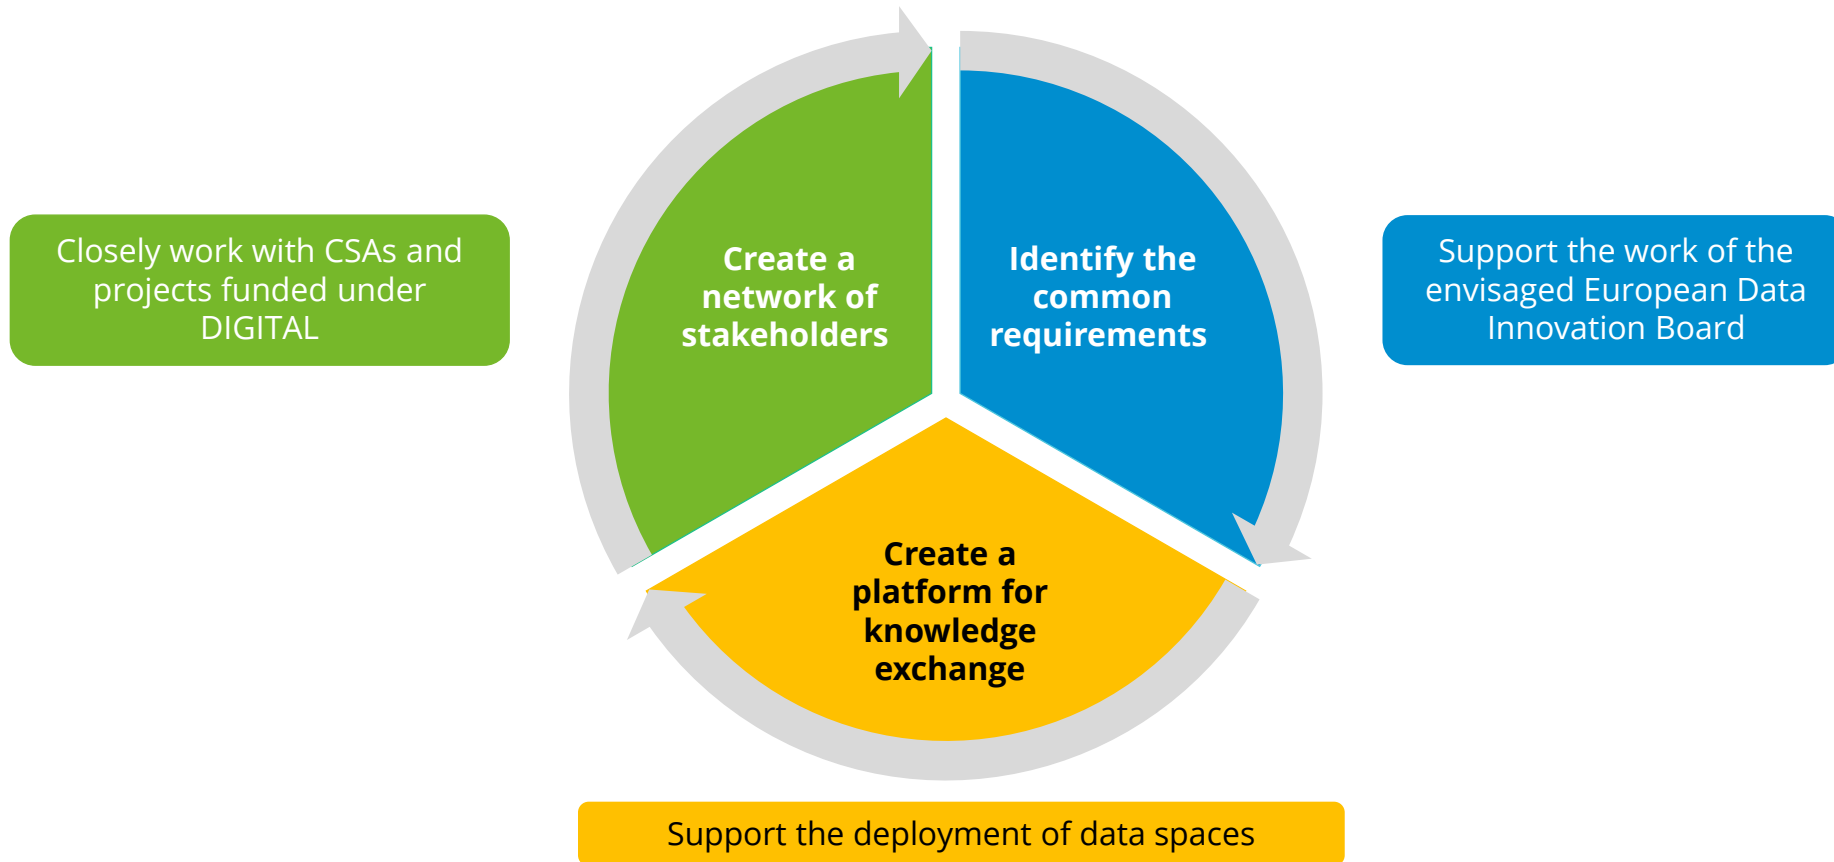 Closely work with CSAs and
projects funded under
DIGITAL
Create a
network of
stakeholders
Identify the
common
requirements
Support the work of the
envisaged European Data
Innovation Board
Create a
platform for
knowledge
exchange
Support the deployment of data spaces